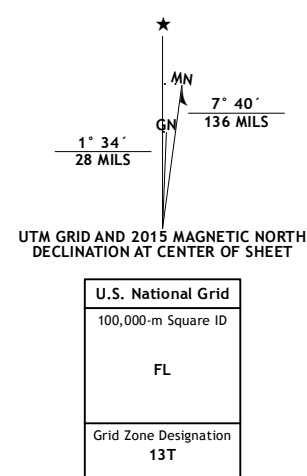 ★
MN
7° 40´
136 MILS
GN
1° 34´
28 MILS
UTM GRID AND 2015 MAGNETIC NORTH
DECLINATION AT CENTER OF SHEET
U.S. National Grid
100,000-m Square ID
FL
Grid Zone Designation
13T